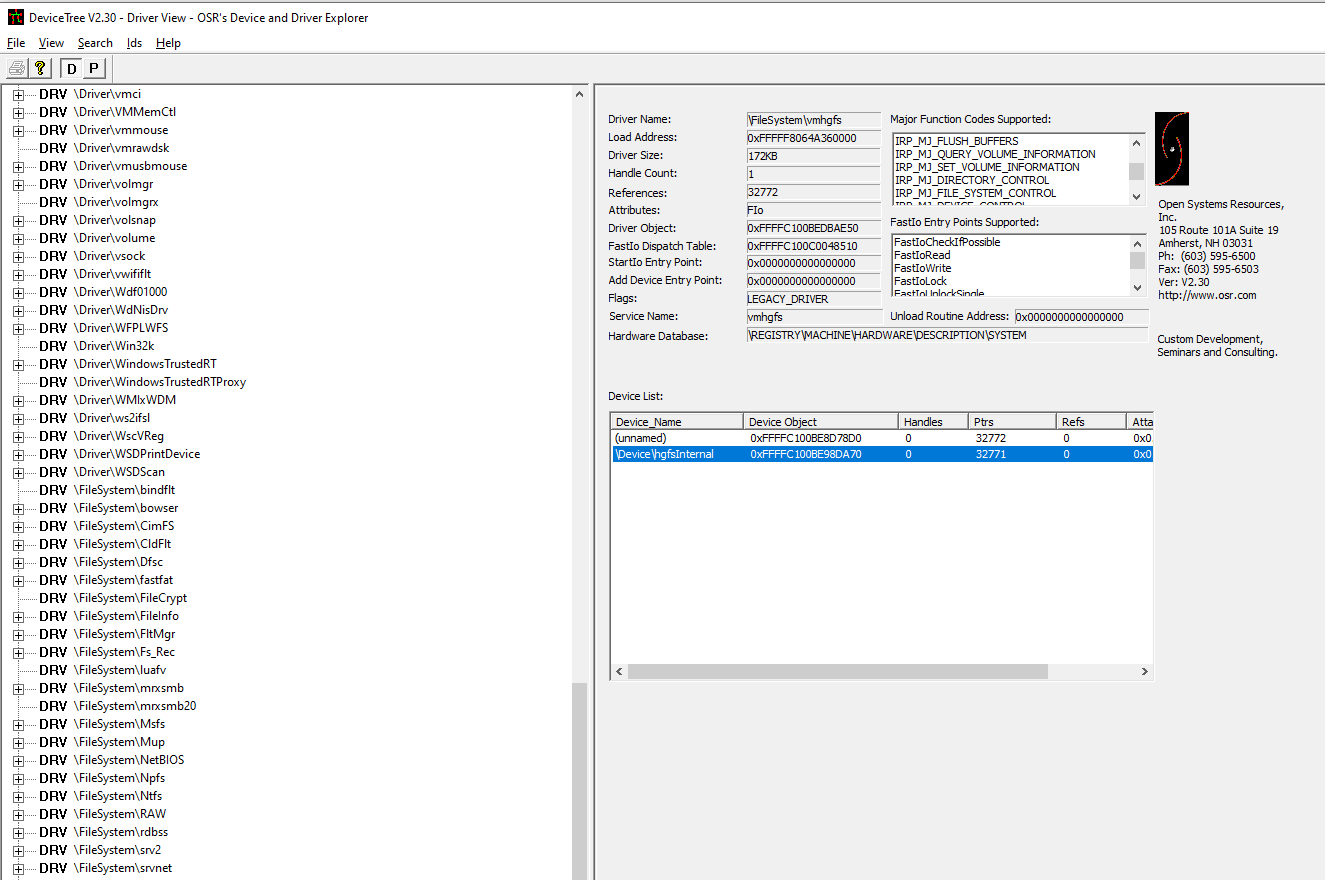 DeviceTree V2.30 - Driver View - OSR's Device and Driver Explorer
File View Search Ids Help
D P
DRV \Driver\vmci
DRV \Driver\VMMemCtl
DRV \Driver\vmmouse
DRV \Driver\vmrawdsk
DRV \Driver\vmusbmouse
DRV \Driver\volmgr
DRV \Driver\volmgrx
DRV \Driver\volsnap
DRV \Driver\volume
DRV \Driver\vsock
DRV \Driver\vwififlt
DRV \Driver\Wdf01000
DRV \Driver\WdNisDrv
DRV \Driver\WFPLWFS
DRV \Driver\Win32k
DRV \Driver\WindowsTrustedRT
DRV \Driver\WindowsTrustedRTProxy
DRV \Driver\WMIxWDM
DRV \Driver\ws2ifsl
DRV \Driver\WscVReg
DRV \Driver\WSDPrintDevice
DRV \Driver\WSDScan
DRV \FileSystem\bindflt
DRV \FileSystem\bowser
DRV \FileSystem\CimFS
DRV \FileSystem\CldFlt
DRV \FileSystem\Dfsc
DRV \FileSystem\fastfat
DRV \FileSystem\FileCrypt
DRV \FileSystem\FileInfo
DRV \FileSystem\FltMgr
DRV \FileSystem\Fs_Rec
DRV \FileSystem\luafv
DRV \FileSystem\mrxsmb
DRV \FileSystem\mrxsmb20
DRV \FileSystem\Msfs
DRV \FileSystem\Mup
DRV \FileSystem\NetBIOS
DRV \FileSystem\Npfs
DRV \FileSystem\Ntfs
DRV \FileSystem\RAW
DRV \FileSystem\rdbss
DRV \FileSystem\srv2
DRV \FileSystem\srvnet
Driver Name: \FileSystem\vmhgfs
Load Address: 0xFFFFF8064A360000
Driver Size: 172KB
Handle Count: 1
References: 32772
Attributes: FIo
Driver Object: 0xFFFFC100BEDBAE50
FastIo Dispatch Table: 0xFFFFC100C0048510
StartIo Entry Point: 0x0000000000000000
Add Device Entry Point: 0x0000000000000000
Flags: LEGACY_DRIVER
Service Name: vmhgfs
Hardware Database: \REGISTRY\MACHINE\HARDWARE\DESCRIPTION\SYSTEM
Major Function Codes Supported:
IRP_MJ_FLUSH_BUFFERS
IRP_MJ_QUERY_VOLUME_INFORMATION
IRP_MJ_SET_VOLUME_INFORMATION
IRP_MJ_DIRECTORY_CONTROL
IRP_MJ_FILE_SYSTEM_CONTROL
IRP_MJ_DEVICE_CONTROL
FastIo Entry Points Supported:
FastIoCheckIfPossible
FastIoRead
FastIoWrite
FastIoLock
FastIoUnlockSingle
Unload Routine Address: 0x0000000000000000
Open Systems Resources,
Inc.
105 Route 101A Suite 19
Amherst, NH 03031
Ph: (603) 595-6500
Fax: (603) 595-6503
Ver: V2.30
http://www.osr.com
Custom Development,
Seminars and Consulting.
Device List:
Device_Name Device Object Handles Ptrs Refs Atta
(unnamed) 0xFFFFC100BE8D78D0 0 32772 0 0x0
\Device\hgfsInternal 0xFFFFC100BE98DA70 0 32771 0 0x0